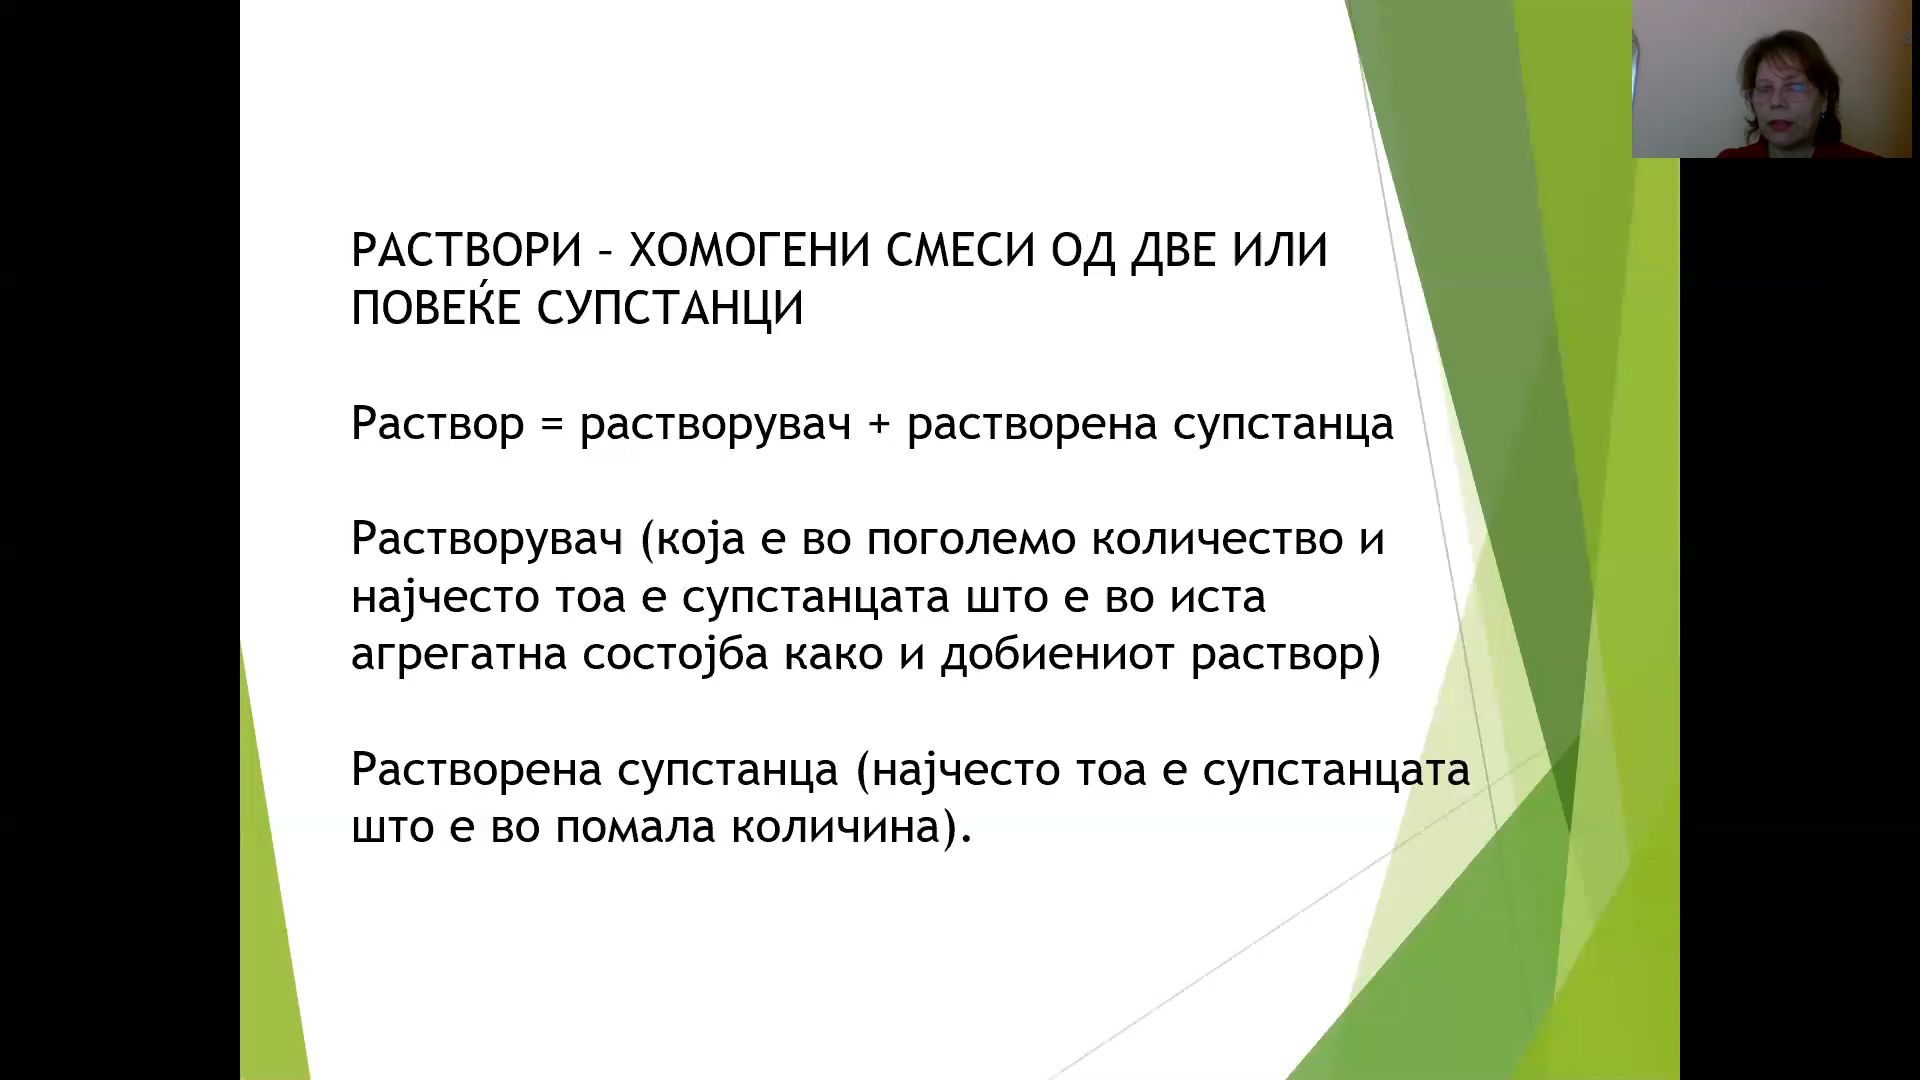 РАСТВОРИ – ХОМОГЕНИ СМЕСИ ОД ДВЕ ИЛИ
ПОВЕЌЕ СУПСТАНЦИ
Раствор = растворувач + растворена супстанца
Растворувач (која е во поголемо количество и
најчесто тоа е супстанцата што е во иста
агрегатна состојба како и добиениот раствор)
Растворена супстанца (најчесто тоа е супстанцата
што е во помала количина).